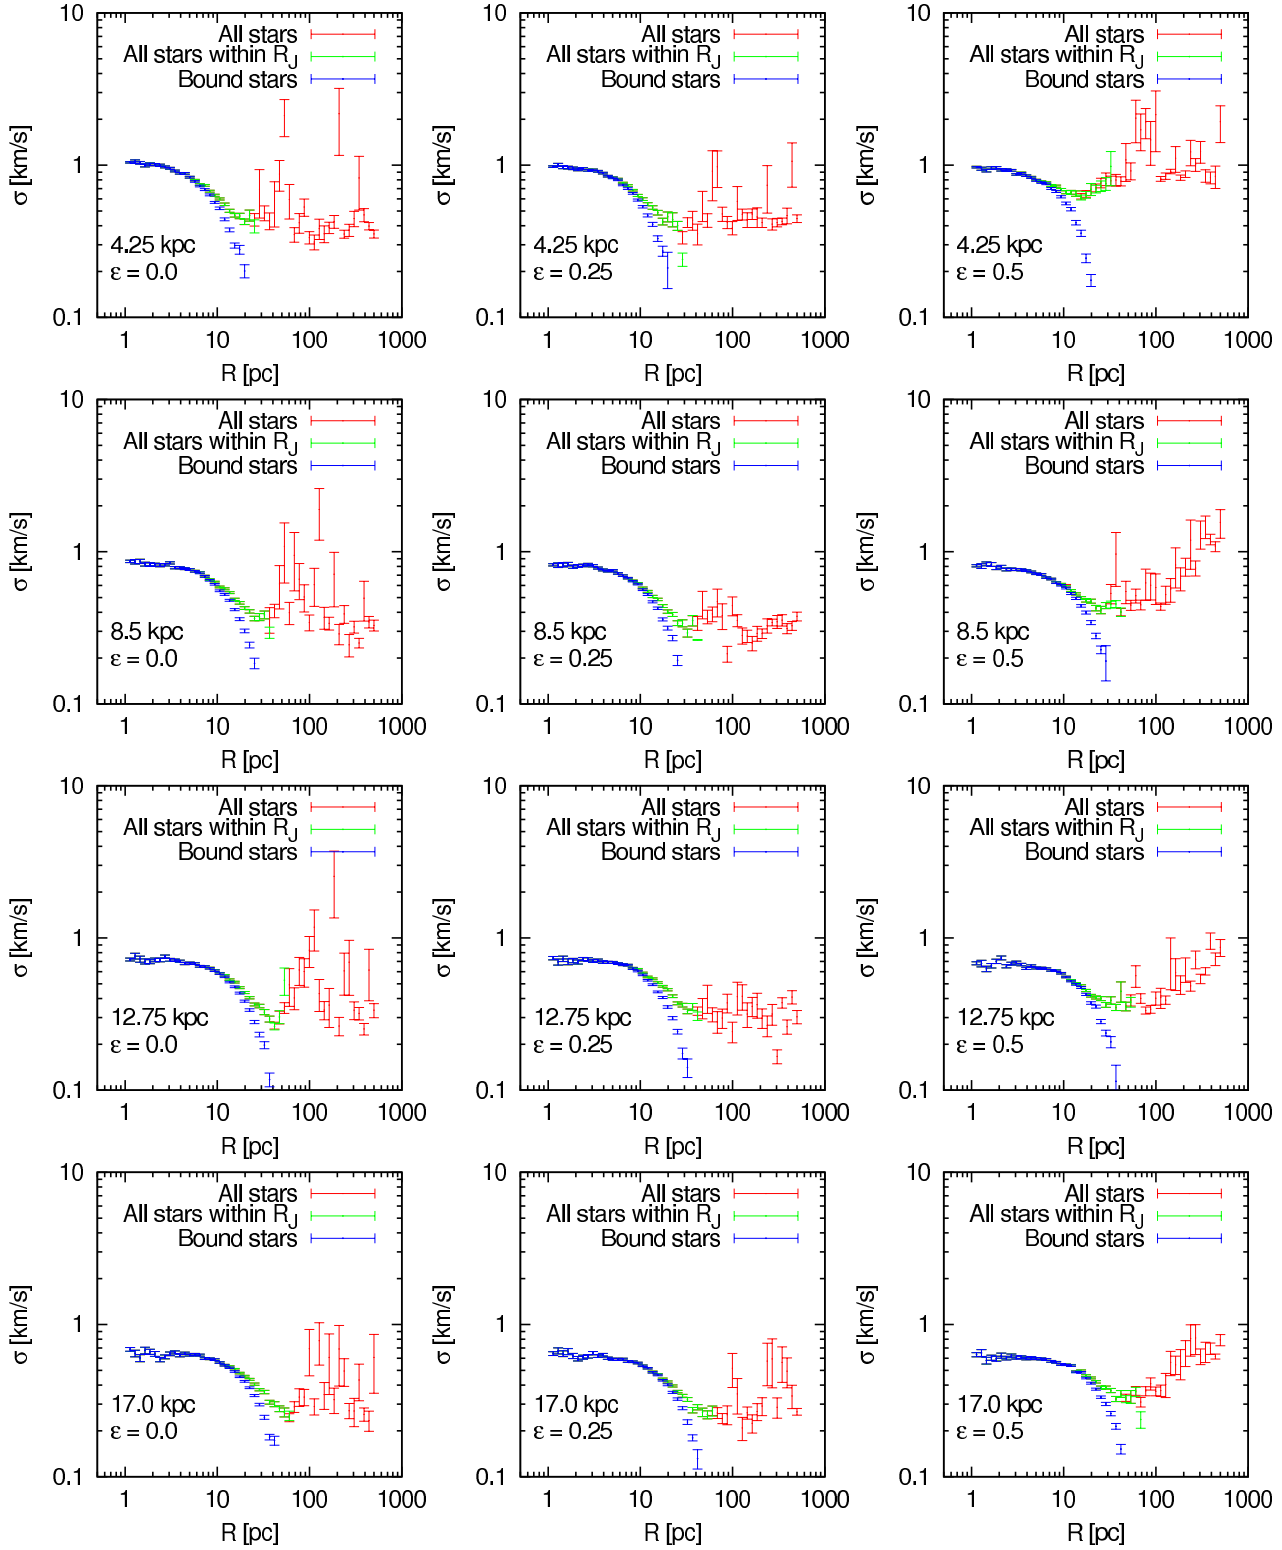 10
All stars
All stars within R_J
Bound stars
σ [km/s]
1
4.25 kpc
ε = 0.0
0.1
1 10 100 1000
R [pc]
10
All stars
All stars within R_J
Bound stars
σ [km/s]
1
4.25 kpc
ε = 0.25
0.1
1 10 100 1000
R [pc]
10
All stars
All stars within R_J
Bound stars
σ [km/s]
1
4.25 kpc
ε = 0.5
0.1
1 10 100 1000
R [pc]
10
All stars
All stars within R_J
Bound stars
σ [km/s]
1
8.5 kpc
ε = 0.0
0.1
1 10 100 1000
R [pc]
10
All stars
All stars within R_J
Bound stars
σ [km/s]
1
8.5 kpc
ε = 0.25
0.1
1 10 100 1000
R [pc]
10
All stars
All stars within R_J
Bound stars
σ [km/s]
1
8.5 kpc
ε = 0.5
0.1
1 10 100 1000
R [pc]
10
All stars
All stars within R_J
Bound stars
σ [km/s]
1
12.75 kpc
ε = 0.0
0.1
1 10 100 1000
R [pc]
10
All stars
All stars within R_J
Bound stars
σ [km/s]
1
12.75 kpc
ε = 0.25
0.1
1 10 100 1000
R [pc]
10
All stars
All stars within R_J
Bound stars
σ [km/s]
1
12.75 kpc
ε = 0.5
0.1
1 10 100 1000
R [pc]
10
All stars
All stars within R_J
Bound stars
σ [km/s]
1
17.0 kpc
ε = 0.0
0.1
1 10 100 1000
R [pc]
10
All stars
All stars within R_J
Bound stars
σ [km/s]
1
17.0 kpc
ε = 0.25
0.1
1 10 100 1000
R [pc]
10
All stars
All stars within R_J
Bound stars
σ [km/s]
1
17.0 kpc
ε = 0.5
0.1
1 10 100 1000
R [pc]